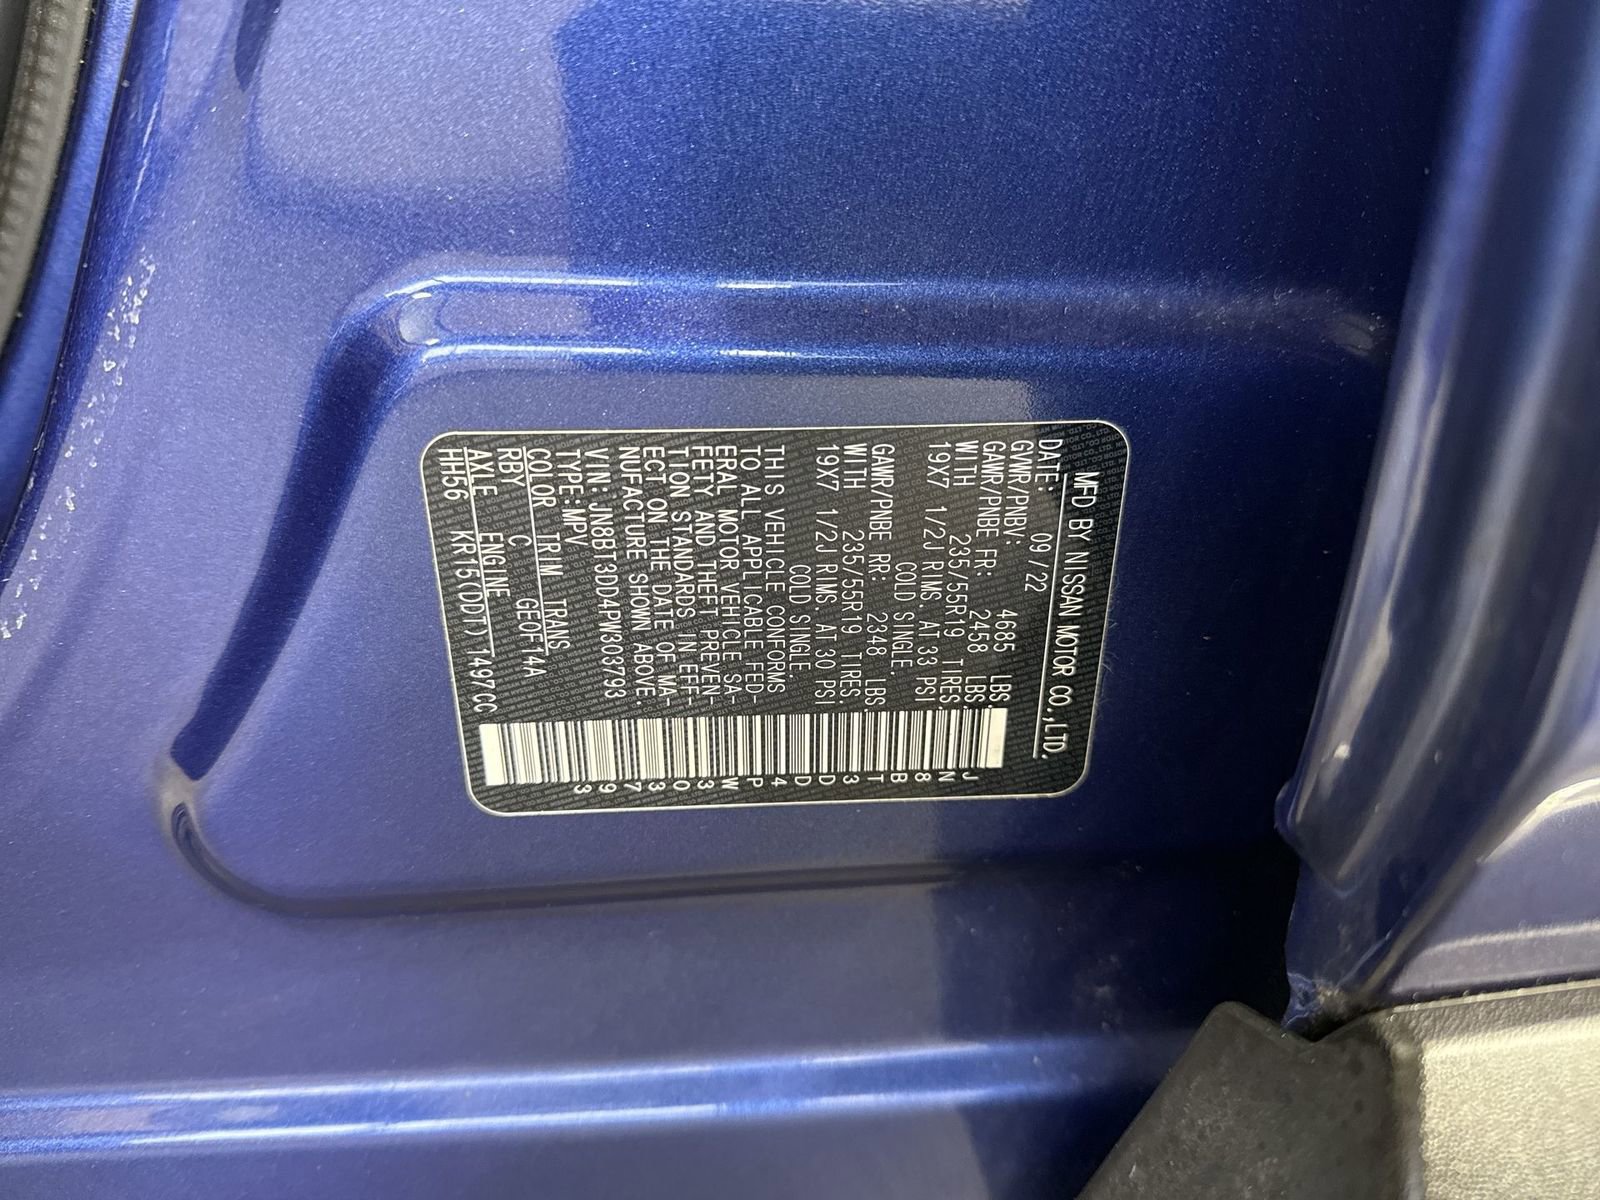 MFD BY NISSAN MOTOR CO.,LTD.
DATE: 09/22
GVWR/PNBV: 4685 LBS.
GAWR/PNBE FR: 2458 LBS.
WITH 235/55R19 TIRES
19X7 1/2J RIMS. AT 33 PSI
COLD SINGLE.
GAWR/PNBE RR: 2348 LBS
WITH 235/55R19 TIRES.
19X7 1/2J RIMS. AT 30 PSI
COLD SINGLE.
THIS VEHICLE CONFORMS
TO ALL APPLICABLE FED-
ERAL MOTOR VEHICLE SA-
FETY AND THEFT PREVEN-
TION STANDARDS IN EFF-
ECT ON THE DATE OF MA-
NUFACTURE SHOWN ABOVE.
VIN: JN8BT3DD4PW303793
TYPE:MPV
COLOR TRIM TRANS
RBY C GE0F14A
AXLE ENGINE
HH56 KR15(DDT)1497CC
JN8BT3DD4PW303793